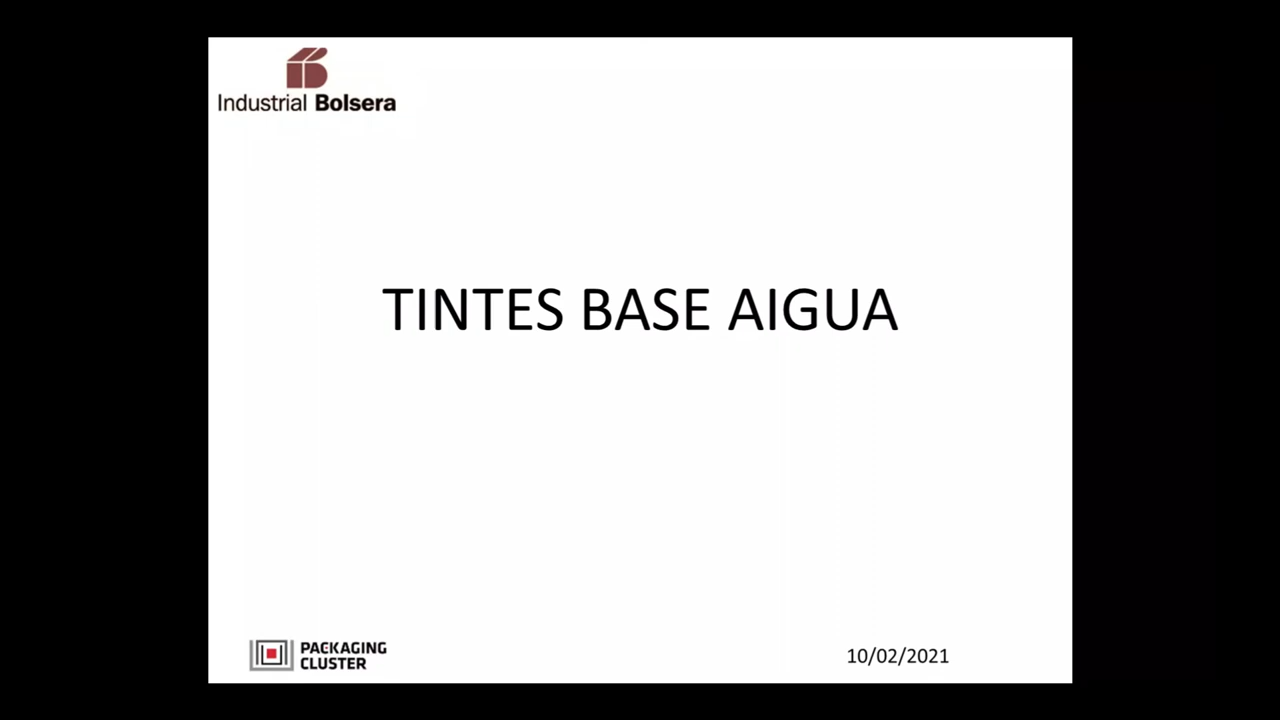 Industrial Bolsera
TINTES BASE AIGUA
PACKAGING
CLUSTER
10/02/2021